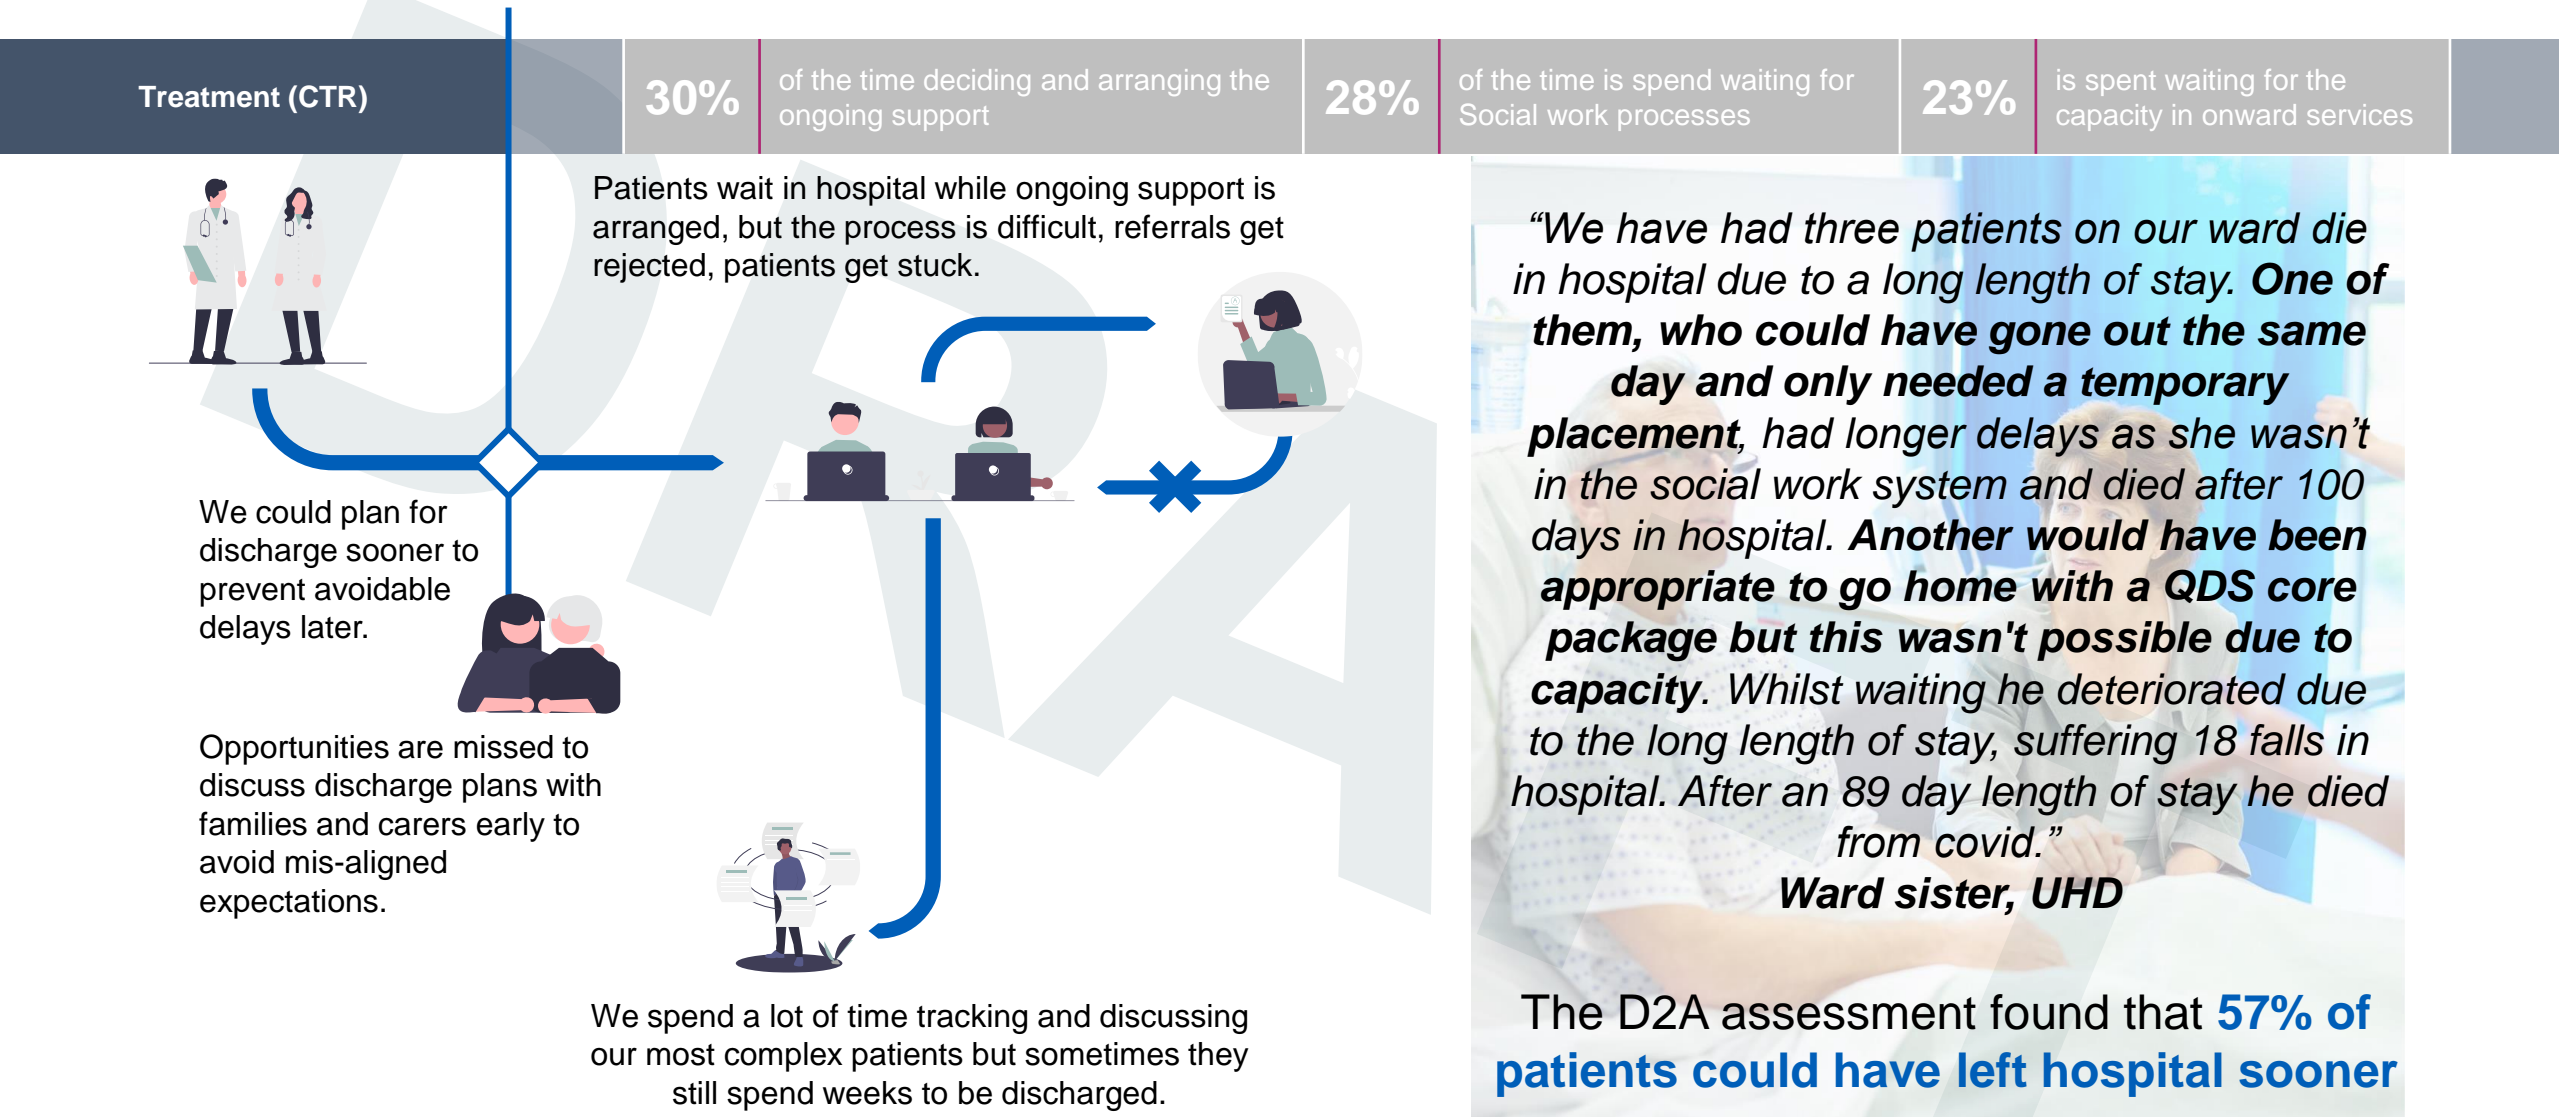 Treatment (CTR)
30%
of the time deciding and arranging the
ongoing support
28%
of the time is spend waiting for
Social work processes
23%
is spent waiting for the
capacity in onward services
Patients wait in hospital while ongoing support is
arranged, but the process is difficult, referrals get
rejected, patients get stuck.
We could plan for
discharge sooner to
prevent avoidable
delays later.
Opportunities are missed to
discuss discharge plans with
families and carers early to
avoid mis-aligned
expectations.
We spend a lot of time tracking and discussing
our most complex patients but sometimes they
still spend weeks to be discharged.
“We have had three patients on our ward die
in hospital due to a long length of stay. One of
them, who could have gone out the same
day and only needed a temporary
placement, had longer delays as she wasn’t
in the social work system and died after 100
days in hospital. Another would have been
appropriate to go home with a QDS core
package but this wasn't possible due to
capacity. Whilst waiting he deteriorated due
to the long length of stay, suffering 18 falls in
hospital. After an 89 day length of stay he died
from covid.”
Ward sister, UHD
The D2A assessment found that 57% of
patients could have left hospital sooner
DRAFT